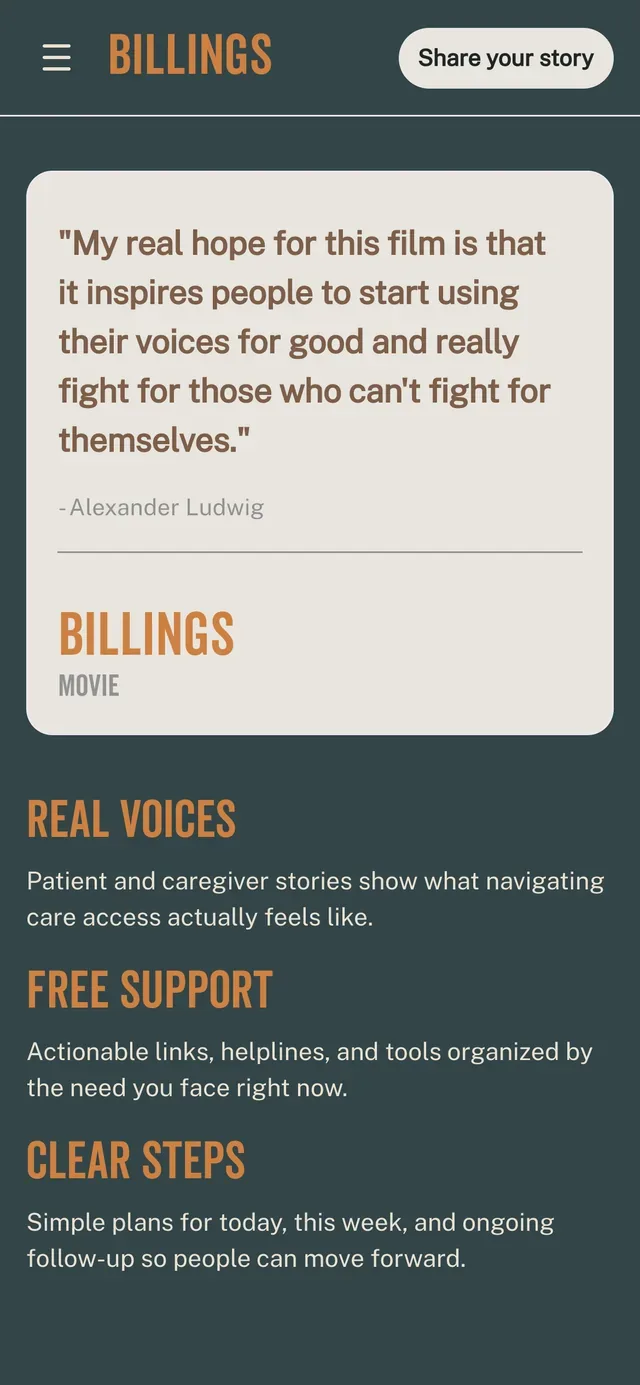 BILLINGS
Share your story
"My real hope for this film is that
it inspires people to start using
their voices for good and really
fight for those who can't fight for
themselves."
- Alexander Ludwig
BILLINGS
MOVIE
REAL VOICES
Patient and caregiver stories show what navigating
care access actually feels like.
FREE SUPPORT
Actionable links, helplines, and tools organized by
the need you face right now.
CLEAR STEPS
Simple plans for today, this week, and ongoing
follow-up so people can move forward.